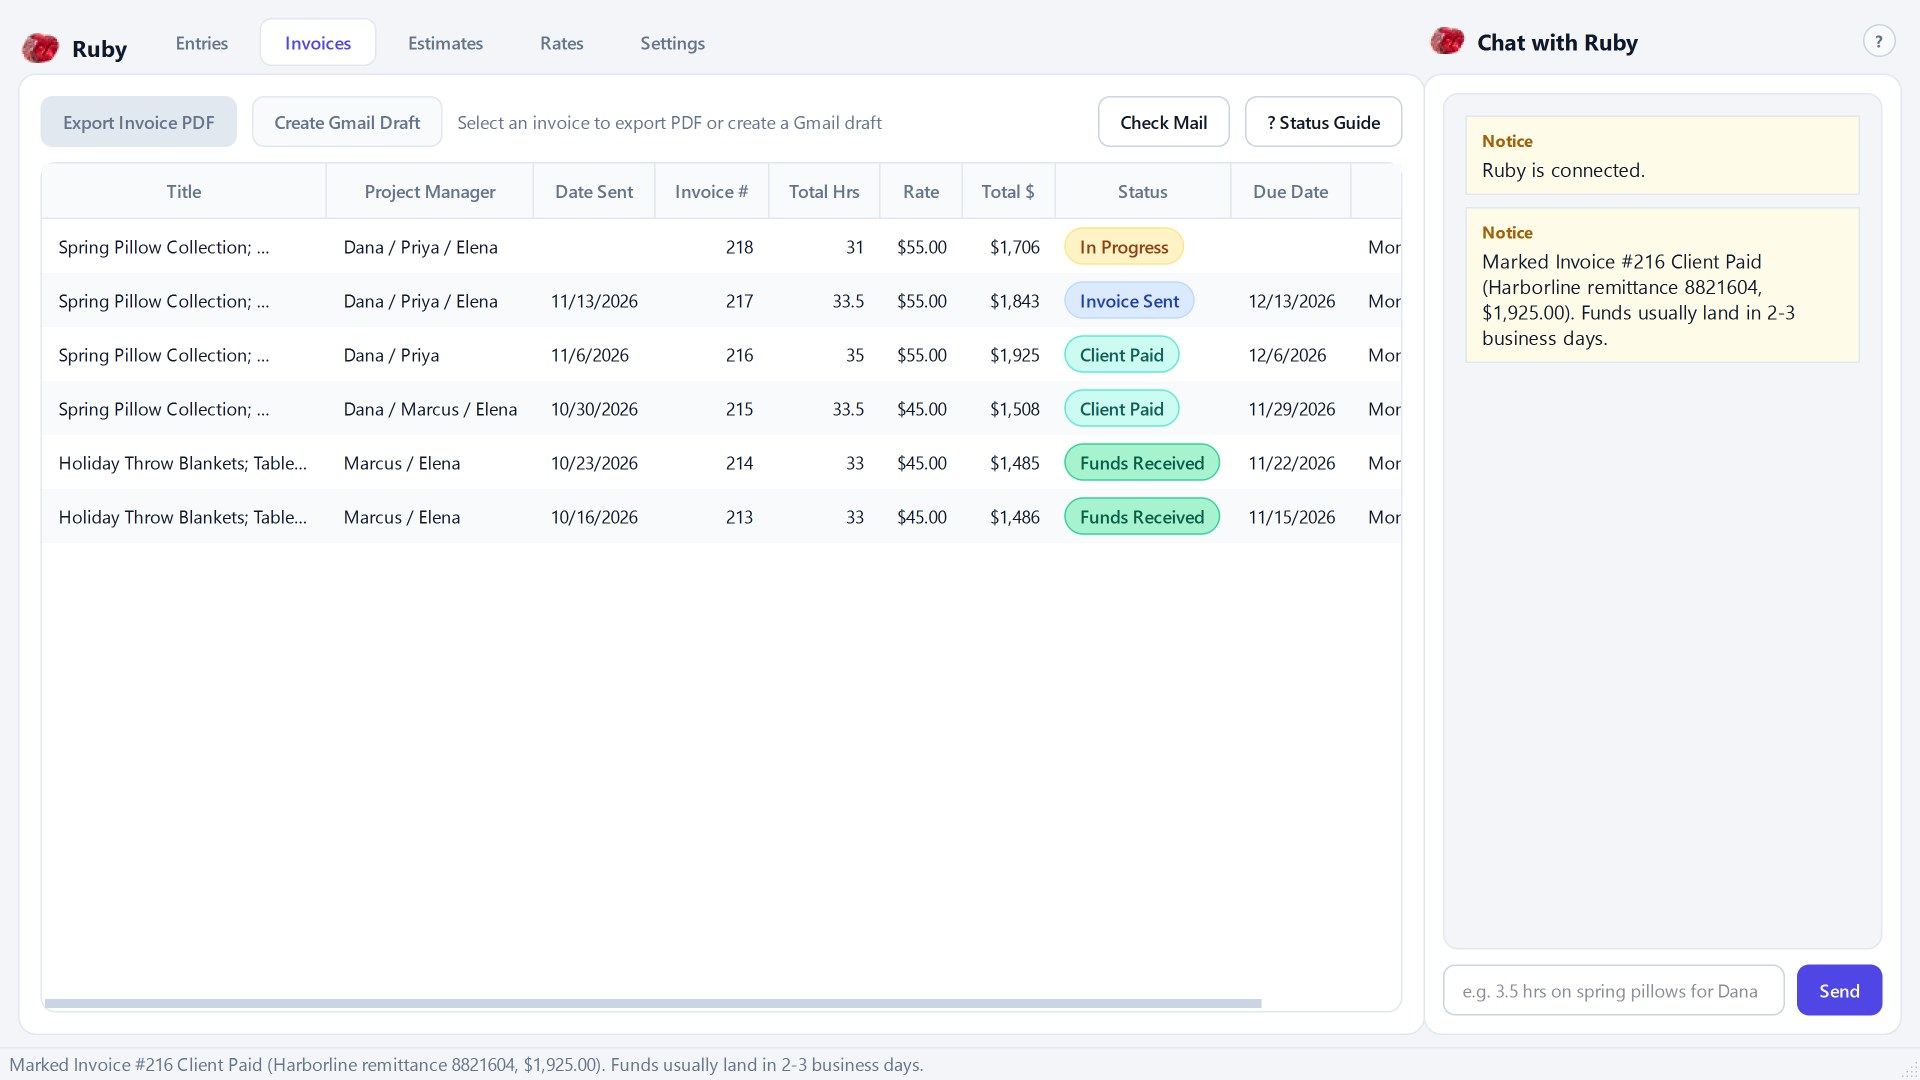 Ruby
Entries
Invoices
Estimates
Rates
Settings
Chat with Ruby
?
Export Invoice PDF
Create Gmail Draft
Select an invoice to export PDF or create a Gmail draft
Check Mail
? Status Guide
Title Project Manager Date Sent Invoice # Total Hrs Rate Total $ Status Due Date
Spring Pillow Collection; ... Dana / Priya / Elena 218 31 $55.00 $1,706 In Progress Mor
Spring Pillow Collection; ... Dana / Priya / Elena 11/13/2026 217 33.5 $55.00 $1,843 Invoice Sent 12/13/2026 Mor
Spring Pillow Collection; ... Dana / Priya 11/6/2026 216 35 $55.00 $1,925 Client Paid 12/6/2026 Mor
Spring Pillow Collection; ... Dana / Marcus / Elena 10/30/2026 215 33.5 $45.00 $1,508 Client Paid 11/29/2026 Mor
Holiday Throw Blankets; Table... Marcus / Elena 10/23/2026 214 33 $45.00 $1,485 Funds Received 11/22/2026 Mor
Holiday Throw Blankets; Table... Marcus / Elena 10/16/2026 213 33 $45.00 $1,486 Funds Received 11/15/2026 Mor
Notice
Ruby is connected.
Notice
Marked Invoice #216 Client Paid
(Harborline remittance 8821604,
$1,925.00). Funds usually land in 2-3
business days.
e.g. 3.5 hrs on spring pillows for Dana
Send
Marked Invoice #216 Client Paid (Harborline remittance 8821604, $1,925.00). Funds usually land in 2-3 business days.